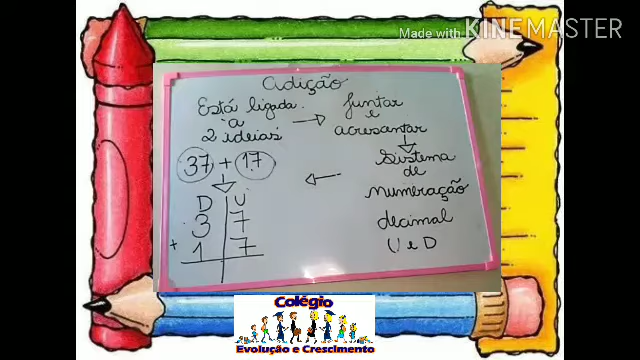 Made with KINEMASTER
Adição
Está ligada
a
2 ideias
juntar
e
acresantar
Sistema
de
numeração
decimal
U e D
37 + 17
D U
3 7
+ 1 7
Colégio
Evolução e Crescimento